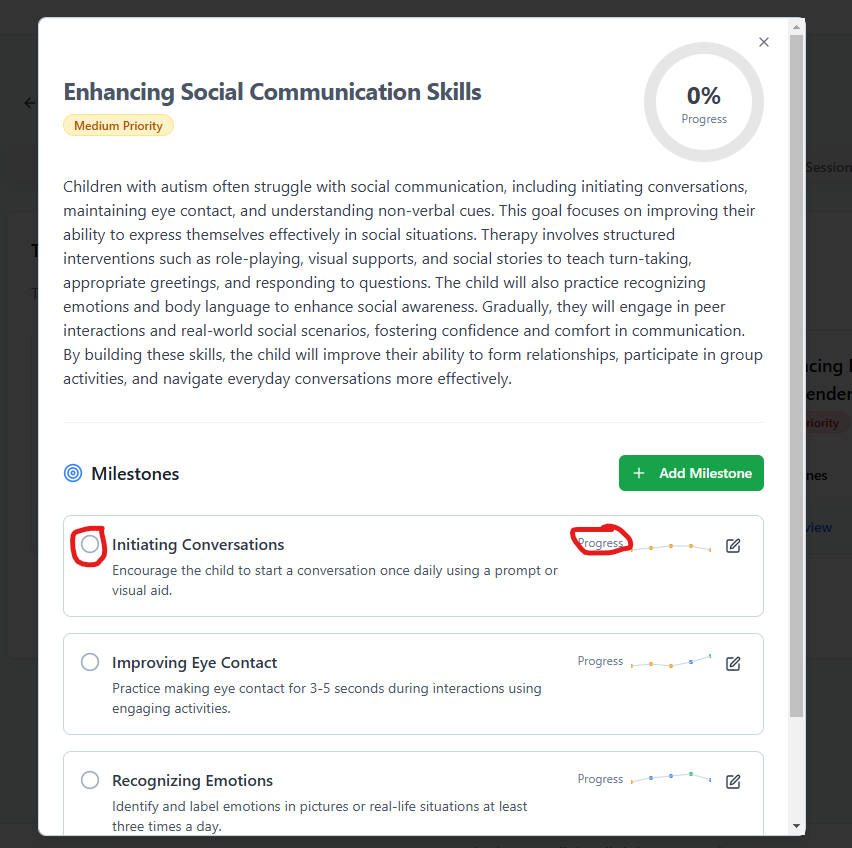 0%
Enhancing Social Communication Skills
Progress
Medium Priority
Session
Children with autism often struggle with social communication, including initiating conversations,
maintaining eye contact, and understanding non-verbal cues. This goal focuses on improving their
ability to express themselves effectively in social situations. Therapy involves structured
interventions such as role-playing, visual supports, and social stories to teach turn-taking,
appropriate greetings, and responding to questions. The child will also practice recognizing
emotions and body language to enhance social awareness. Gradually, they will engage in peer
interactions and real-world social scenarios, fostering confidence and comfort in communication.
By building these skills, the child will improve their ability to form relationships, participate in group
activities, and navigate everyday conversations more effectively.
Milestones
+ Add Milestone
Initiating Conversations
Progress
Encourage the child to start a conversation once daily using a prompt or
visual aid.
Improving Eye Contact
Progress
Practice making eye contact for 3-5 seconds during interactions using
engaging activities.
Recognizing Emotions
Progress
Identify and label emotions in pictures or real-life situations at least
three times a day.